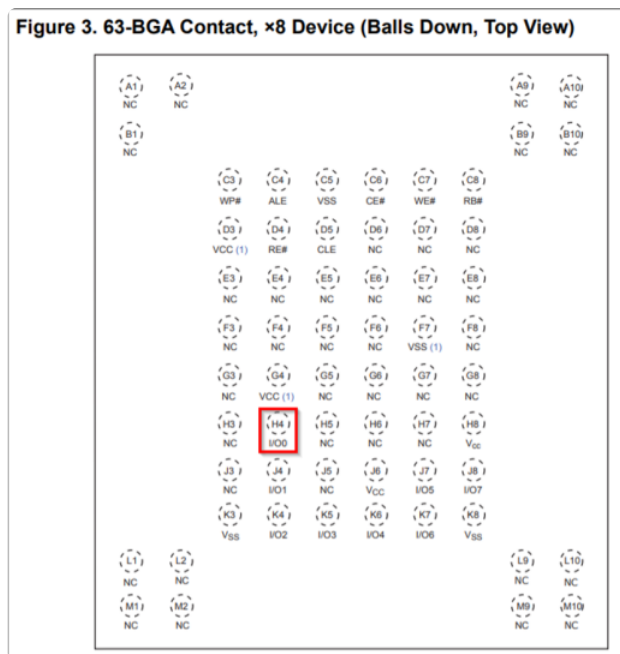 Figure 3. 63-BGA Contact, ×8 Device (Balls Down, Top View)
A1 A2 A9 A10
NC NC NC NC
B1 B9 B10
NC NC NC
C3 C4 C5 C6 C7 C8
WP# ALE VSS CE# WE# RB#
D3 D4 D5 D6 D7 D8
VCC (1) RE# CLE NC NC NC
E3 E4 E5 E6 E7 E8
NC NC NC NC NC NC
F3 F4 F5 F6 F7 F8
NC NC NC NC VSS (1) NC
G3 G4 G5 G6 G7 G8
NC VCC (1) NC NC NC NC
H3 H4 H5 H6 H7 H8
NC I/O0 NC NC NC Vcc
J3 J4 J5 J6 J7 J8
NC I/O1 NC VCC I/O5 I/O7
K3 K4 K5 K6 K7 K8
VSS I/O2 I/O3 I/O4 I/O6 VSS
L1 L2 L9 L10
NC NC NC NC
M1 M2 M9 M10
NC NC NC NC